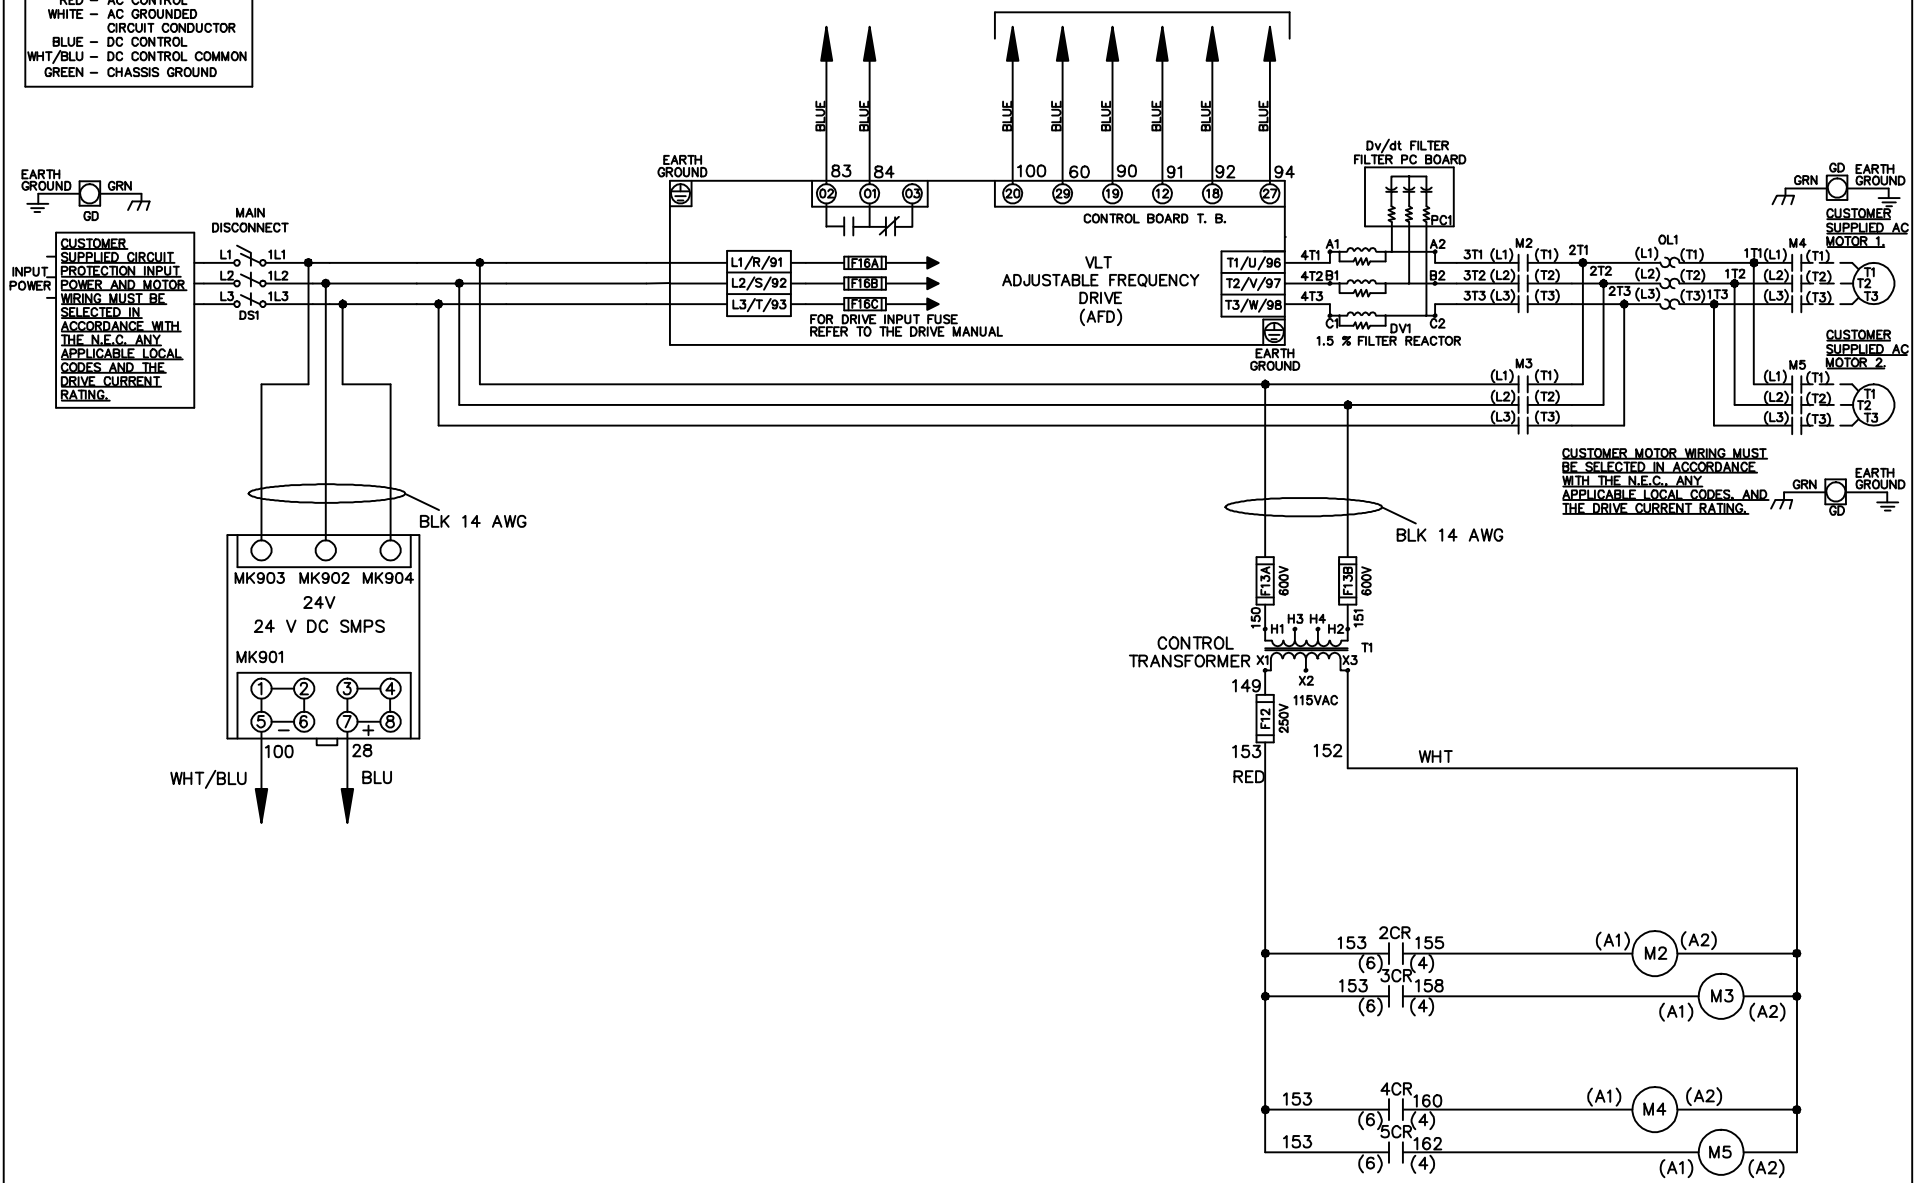 RED – AC CONTROL
WHITE – AC GROUNDED
CIRCUIT CONDUCTOR
BLUE – DC CONTROL
WHT/BLU – DC CONTROL COMMON
GREEN – CHASSIS GROUND
BLUE
BLUE
BLUE
BLUE
BLUE
BLUE
BLUE
BLUE
EARTH
GROUND
GRN
GD
MAIN
DISCONNECT
INPUT
POWER
CUSTOMER
SUPPLIED CIRCUIT
PROTECTION INPUT
POWER AND MOTOR
WIRING MUST BE
SELECTED IN
ACCORDANCE WITH
THE N.E.C. ANY
APPLICABLE LOCAL
CODES AND THE
DRIVE CURRENT
RATING.
L1 1L1
L2 1L2
L3 1L3
DS1
EARTH
GROUND
83 84
02 01 03
100 60 90 91 92 94
20 29 19 12 18 27
CONTROL BOARD T. B.
L1/R/91 F16A
L2/S/92 F16B
L3/T/93 F16C
FOR DRIVE INPUT FUSE
REFER TO THE DRIVE MANUAL
VLT
ADJUSTABLE FREQUENCY
DRIVE
(AFD)
T1/U/96
T2/V/97
T3/W/98
EARTH
GROUND
Dv/dt FILTER
FILTER PC BOARD
PC1
4T1 A1 A2
4T2 B1 B2
4T3 C1 C2
DV1
1.5 % FILTER REACTOR
M2
3T1 (L1) (T1) 2T1
3T2 (L2) (T2) 2T2
3T3 (L3) (T3) 2T3
OL1
(L1) (T1) 1T1
(L2) (T2) 1T2
(L3) (T3) 1T3
M4
(L1) (T1)
(L2) (T2)
(L3) (T3)
T1
T2
T3
GRN
GD
EARTH
GROUND
CUSTOMER
SUPPLIED AC
MOTOR 1.
M3
(L1) (T1)
(L2) (T2)
(L3) (T3)
CUSTOMER
SUPPLIED AC
MOTOR 2.
M5
(L1) (T1)
(L2) (T2)
(L3) (T3)
T1
T2
T3
CUSTOMER MOTOR WIRING MUST
BE SELECTED IN ACCORDANCE
WITH THE N.E.C., ANY
APPLICABLE LOCAL CODES, AND
THE DRIVE CURRENT RATING.
GRN
GD
EARTH
GROUND
BLK 14 AWG
MK903 MK902 MK904
24V
24 V DC SMPS
MK901
1 2 3 4
5 6 7 8
– +
100 28
WHT/BLU BLU
BLK 14 AWG
F13A
600V
F13B
600V
150
151
H1 H3 H4 H2
T1
CONTROL
TRANSFORMER
X1 X3
X2
149
115VAC
F12
250V
153 152
RED
WHT
2CR
153 155
(6) (4)
(A1) M2 (A2)
3CR
153 158
(6) (4)
(A1) M3 (A2)
4CR
153 160
(6) (4)
(A1) M4 (A2)
5CR
153 162
(6) (4)
(A1) M5 (A2)